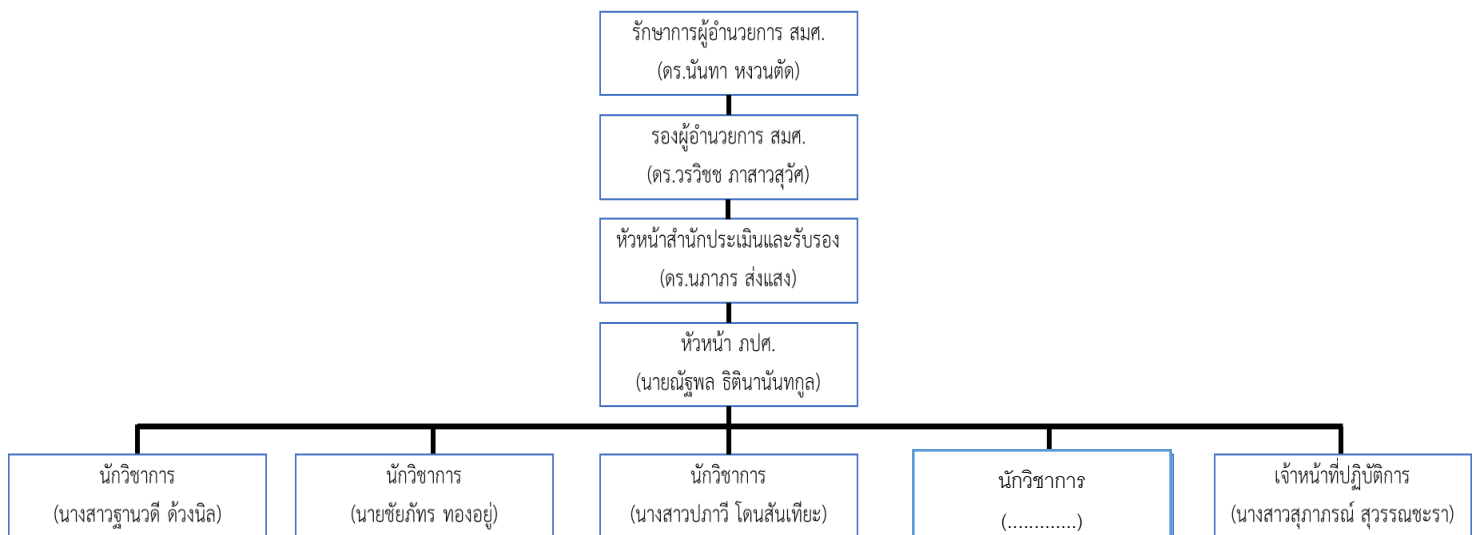 รักษาการผู้อำนวยการ สมศ.
(ดร.นันทา หงวนตัด)
รองผู้อำนวยการ สมศ.
(ดร.วรวิชช ภาสาวสุวัศ)
หัวหน้าสำนักประเมินและรับรอง
(ดร.นภาภร ส่งแสง)
หัวหน้า ภปศ.
(นายณัฐพล ธิตินานันทกูล)
นักวิชาการ
(นางสาวฐานวดี ด้วงนิล)
นักวิชาการ
(นายชัยภัทร ทองอยู่)
นักวิชาการ
(นางสาวปภาวี โดนสันเทียะ)
นักวิชาการ
(.............)
เจ้าหน้าที่ปฏิบัติการ
(นางสาวสุภาภรณ์ สุวรรณชะรา)